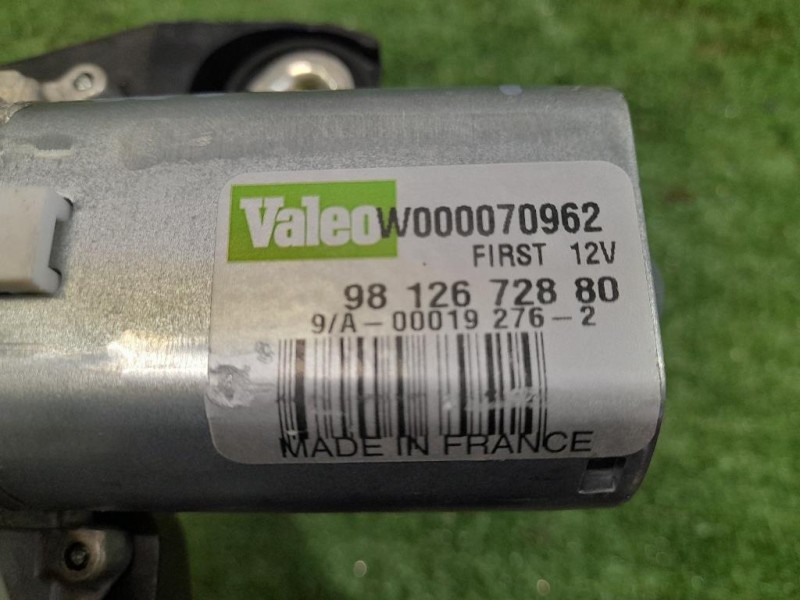 Valeo W000070962
FIRST 12V
98 126 728 80
9/A-00019 276-2
MADE IN FRANCE